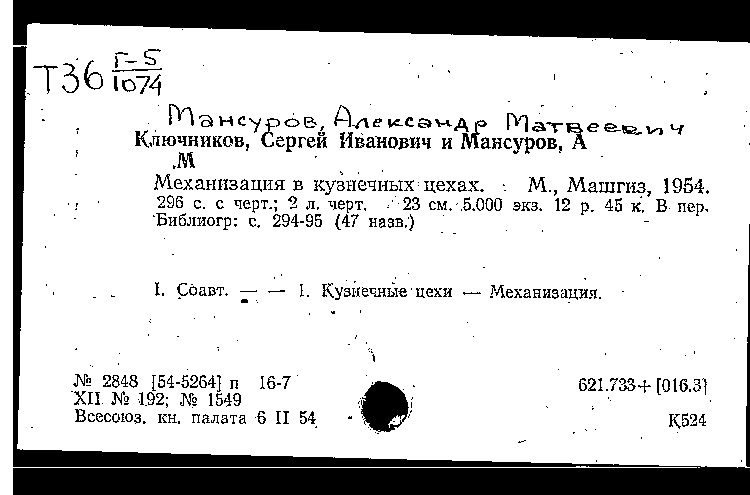 Т36 Г-5
1074
Мансуров, Александр Матвеевич
Ключников, Сергей Иванович и Мансуров, А
.М
Механизация в кузнечных цехах. М., Машгиз, 1954.
296 с. с черт.; 2 л. черт. 23 см. 5.000 экз. 12 р. 45 к. В пер.
Библиогр: с. 294-95 (47 назв.)
I. Соавт. — — 1. Кузнечные цехи — Механизация.
№ 2848 [54-5264] п 16-7 621.733+[016.3]
XII № 192; № 1549
Всесоюз. кн. палата 6 II 54 К524